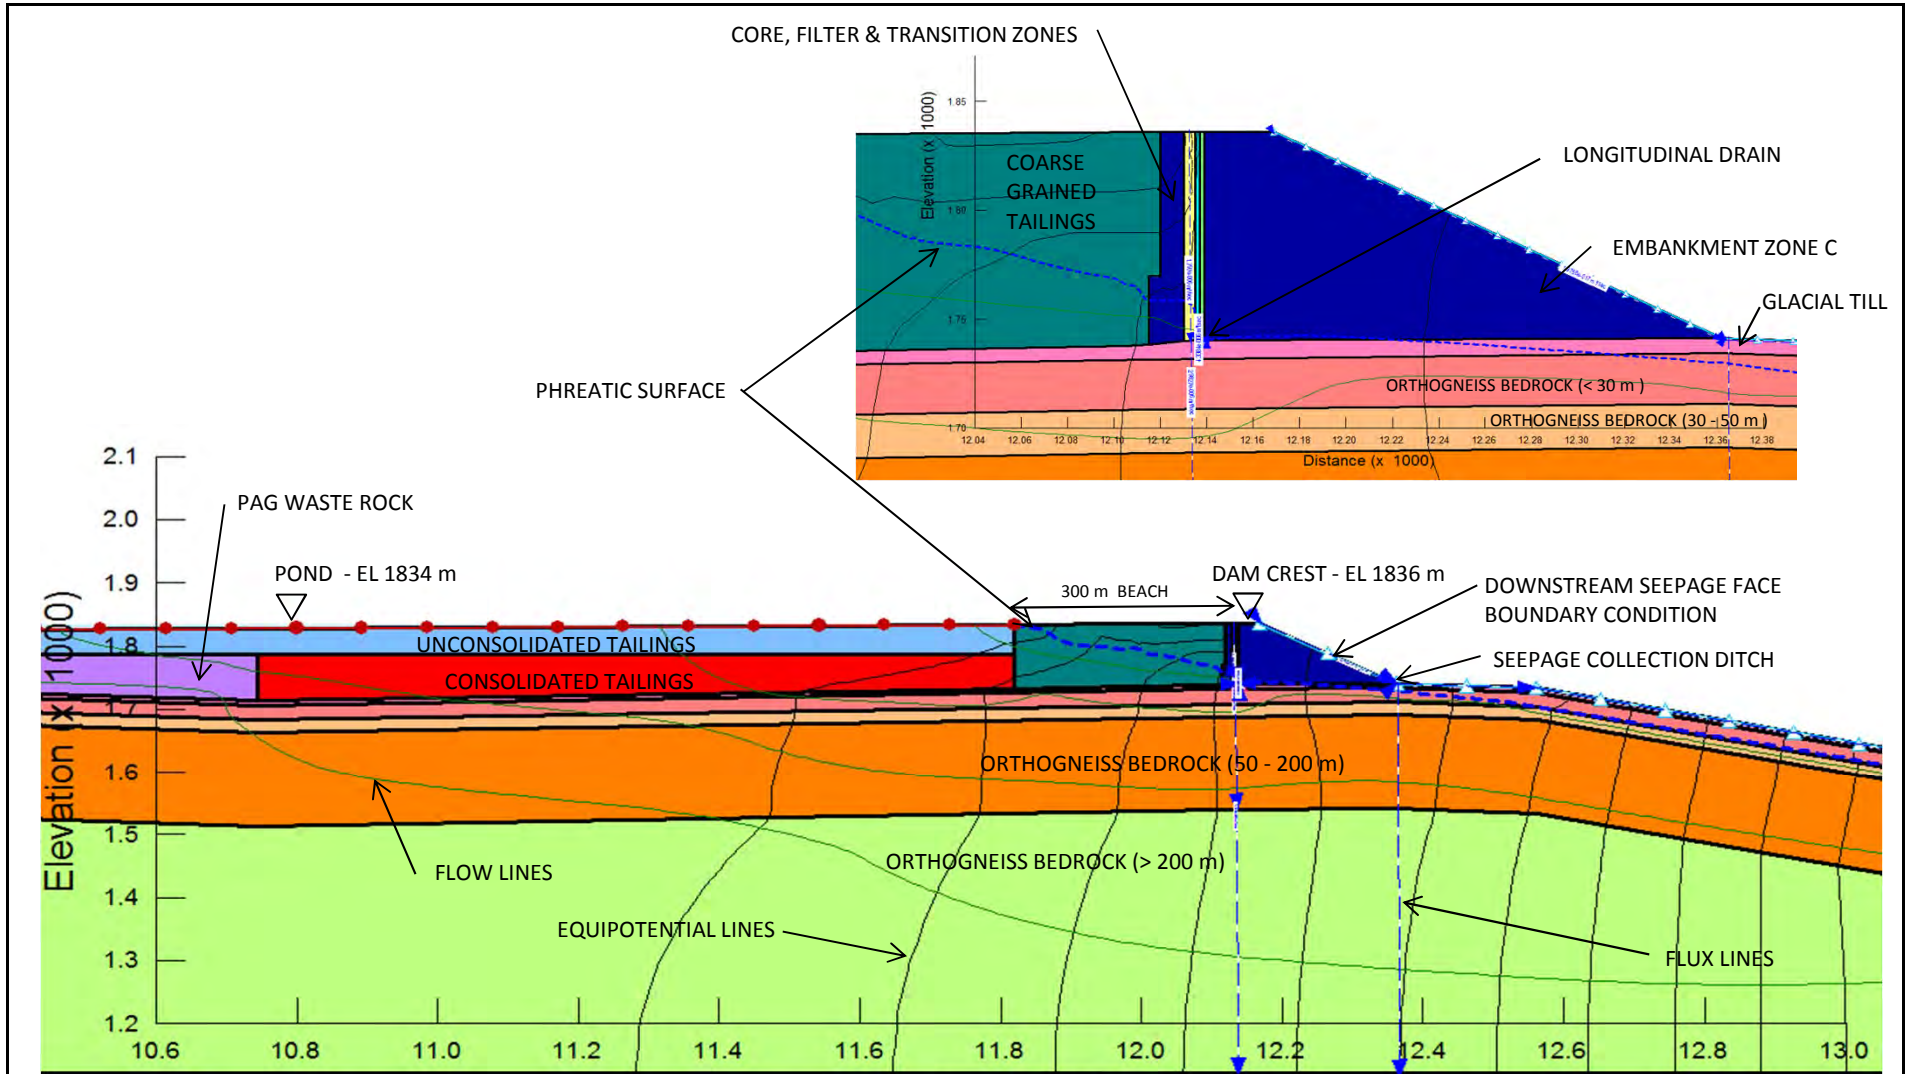 CORE, FILTER & TRANSITION ZONES
Elevation (x 1000)
1.85
1.80
1.75
1.70
COARSE
GRAINED
TAILINGS
LONGITUDINAL DRAIN
EMBANKMENT ZONE C
GLACIAL TILL
ORTHOGNEISS BEDROCK (< 30 m )
ORTHOGNEISS BEDROCK (30 - 50 m )
12.04 12.06 12.08 12.10 12.12 12.14 12.16 12.18 12.20 12.22 12.24 12.26 12.28 12.30 12.32 12.34 12.36 12.38
Distance (x 1000)
PHREATIC SURFACE
PAG WASTE ROCK
POND - EL 1834 m
300 m BEACH
DAM CREST - EL 1836 m
DOWNSTREAM SEEPAGE FACE
BOUNDARY CONDITION
SEEPAGE COLLECTION DITCH
UNCONSOLIDATED TAILINGS
CONSOLIDATED TAILINGS
ORTHOGNEISS BEDROCK (50 - 200 m)
ORTHOGNEISS BEDROCK (> 200 m)
FLOW LINES
EQUIPOTENTIAL LINES
FLUX LINES
Elevation (x 1000)
2.1
2.0
1.9
1.8
1.7
1.6
1.5
1.4
1.3
1.2
10.6 10.8 11.0 11.2 11.4 11.6 11.8 12.0 12.2 12.4 12.6 12.8 13.0